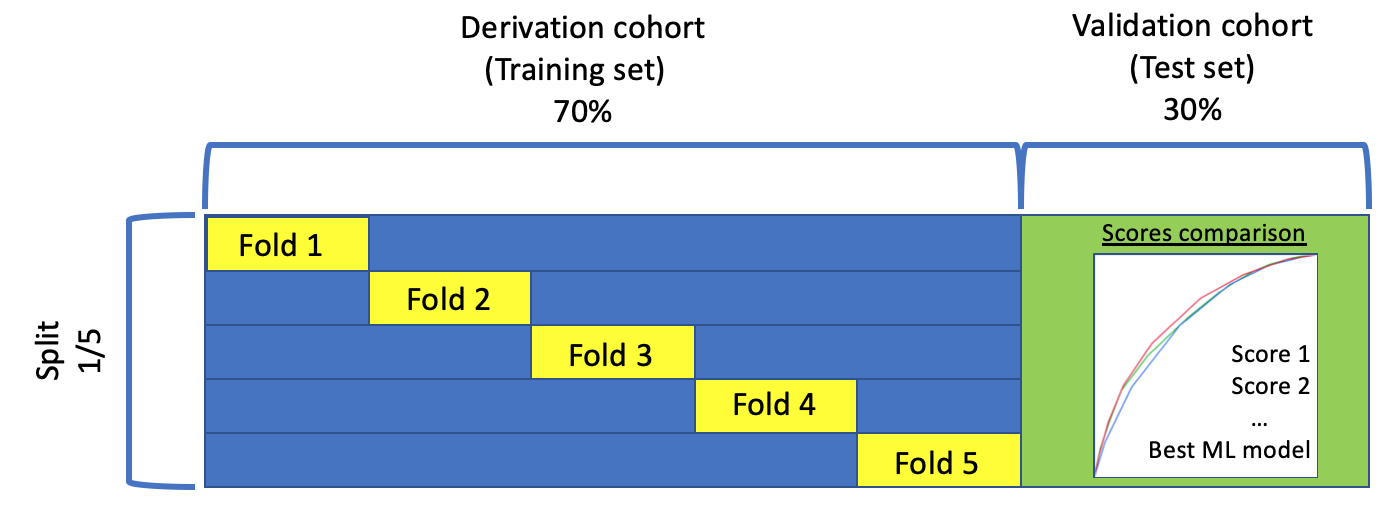 Derivation cohort
(Training set)
70%
Validation cohort
(Test set)
30%
Split
1/5
Fold 1
Fold 2
Fold 3
Fold 4
Fold 5
Scores comparison
Score 1
Score 2
...
Best ML model